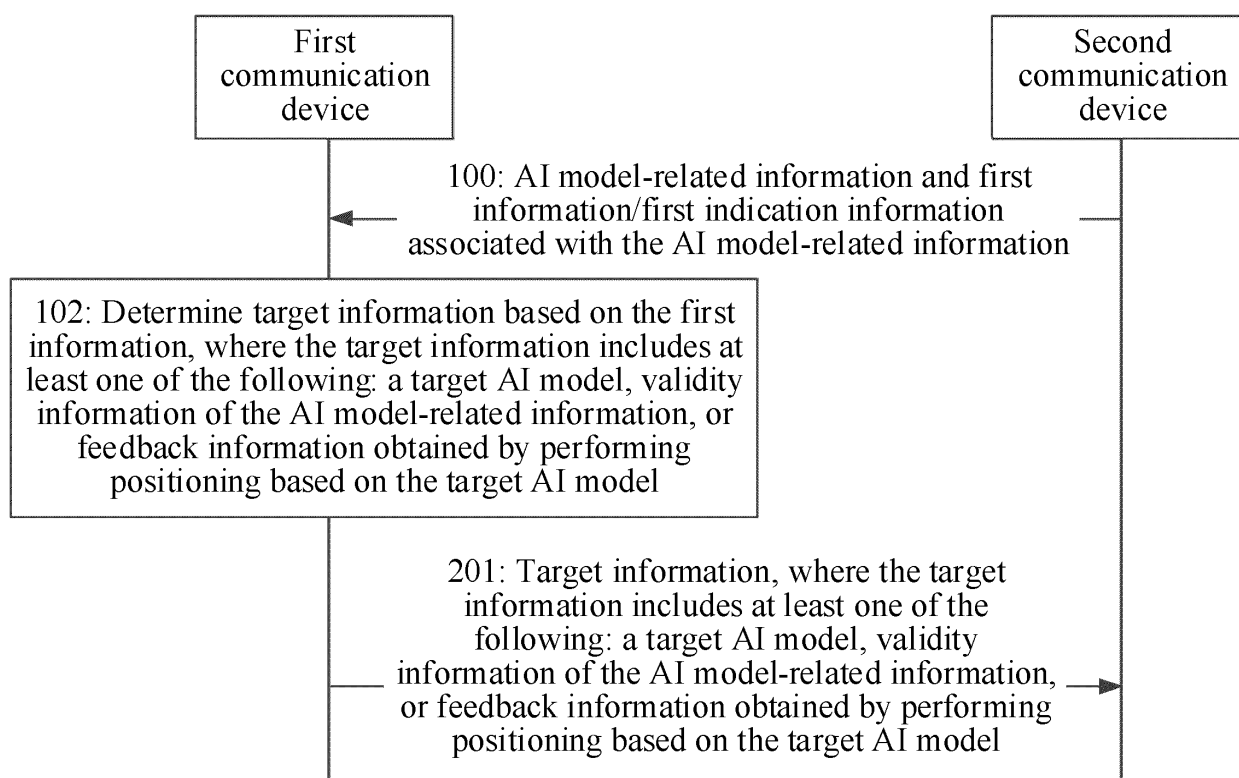 First
communication
device
Second
communication
device
100: AI model-related information and first
information/first indication information
associated with the AI model-related information
102: Determine target information based on the first
information, where the target information includes at
least one of the following: a target AI model, validity
information of the AI model-related information, or
feedback information obtained by performing
positioning based on the target AI model
201: Target information, where the target
information includes at least one of the
following: a target AI model, validity
information of the AI model-related information,
or feedback information obtained by performing
positioning based on the target AI model